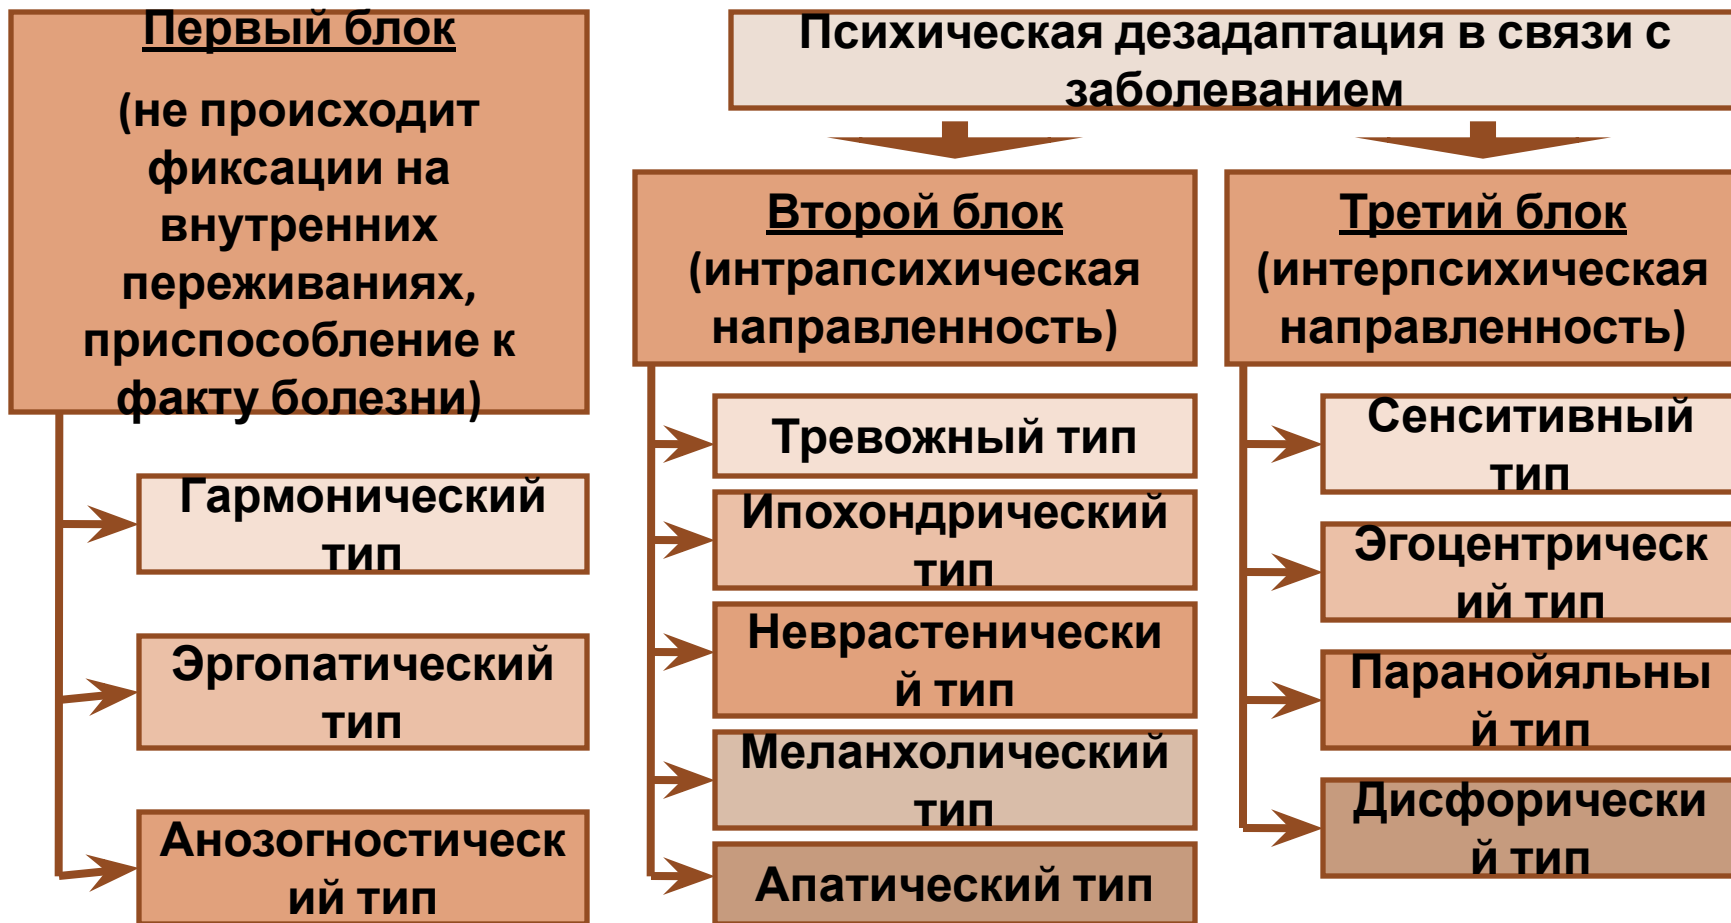 Первый блок
(не происходит
фиксации на
внутренних
переживаниях,
приспособление к
факту болезни)
Гармонический
тип
Эргопатический
тип
Анозогностическ
ий тип
Психическая дезадаптация в связи с
заболеванием
Второй блок
(интрапсихическая
направленность)
Тревожный тип
Ипохондрический
тип
Неврастенически
й тип
Меланхолический
тип
Апатический тип
Третий блок
(интерпсихическая
направленность)
Сенситивный
тип
Эгоцентрическ
ий тип
Паранойяльны
й тип
Дисфорически
й тип